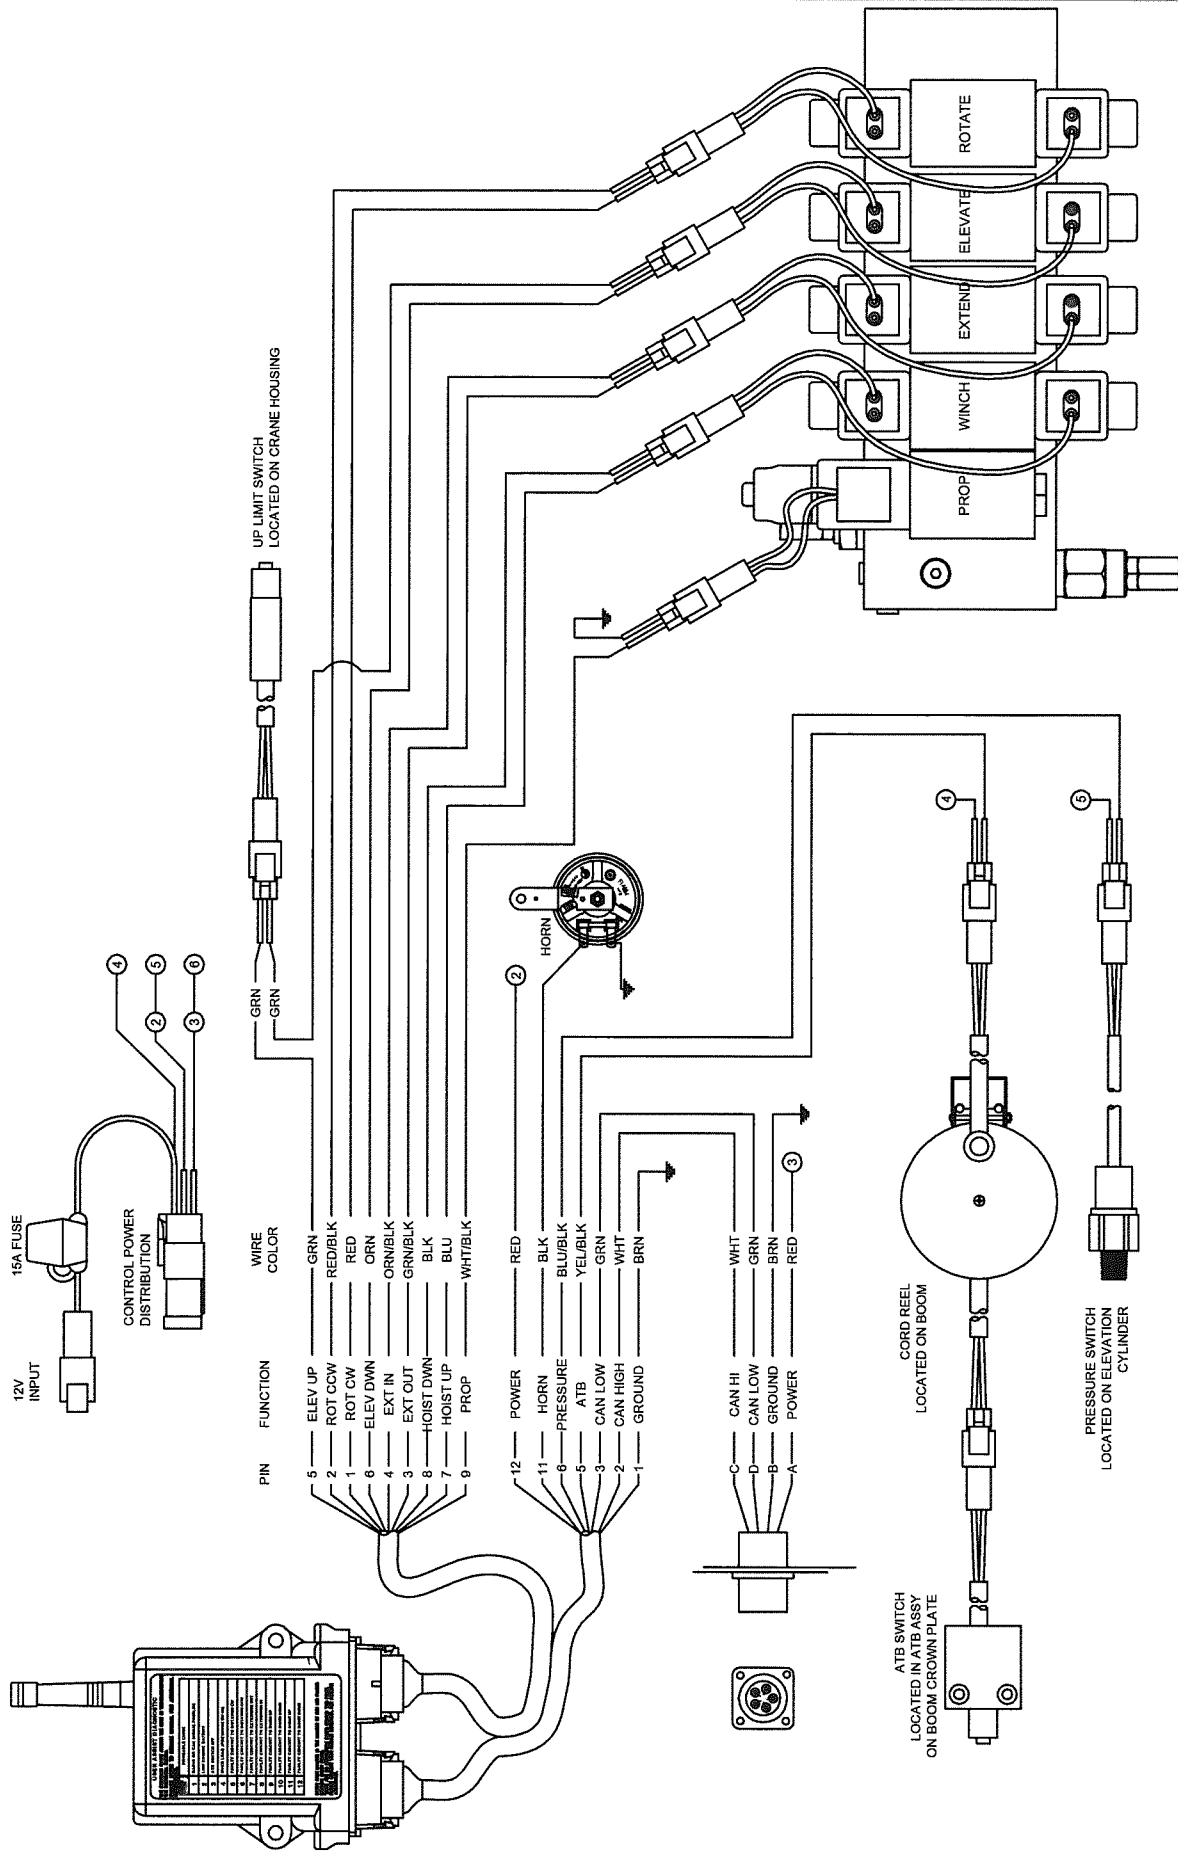 12V
INPUT
15A FUSE
CONTROL POWER
DISTRIBUTION
4
5
2
6
3
UP LIMIT SWITCH
LOCATED ON CRANE HOUSING
GRN
GRN
PIN
FUNCTION
WIRE
COLOR
5 ELEV UP GRN
2 ROT CCW RED/BLK
1 ROT CW RED
6 ELEV DWN ORN
4 EXT IN ORN/BLK
3 EXT OUT GRN/BLK
8 HOIST DWN BLK
7 HOIST UP BLU
9 PROP WHT/BLK
12 POWER RED 2
11 HORN BLK
6 PRESSURE BLU/BLK
5 ATB YEL/BLK
3 CAN LOW GRN
2 CAN HIGH WHT
1 GROUND BRN
HORN
C CAN HI WHT
D CAN LOW GRN
B GROUND BRN
A POWER RED 3
PROP
WINCH
EXTEND
ELEVATE
ROTATE
ATB SWITCH
LOCATED IN ATB ASSY
ON BOOM CROWN PLATE
CORD REEL
LOCATED ON BOOM
4
PRESSURE SWITCH
LOCATED ON ELEVATION
CYLINDER
5